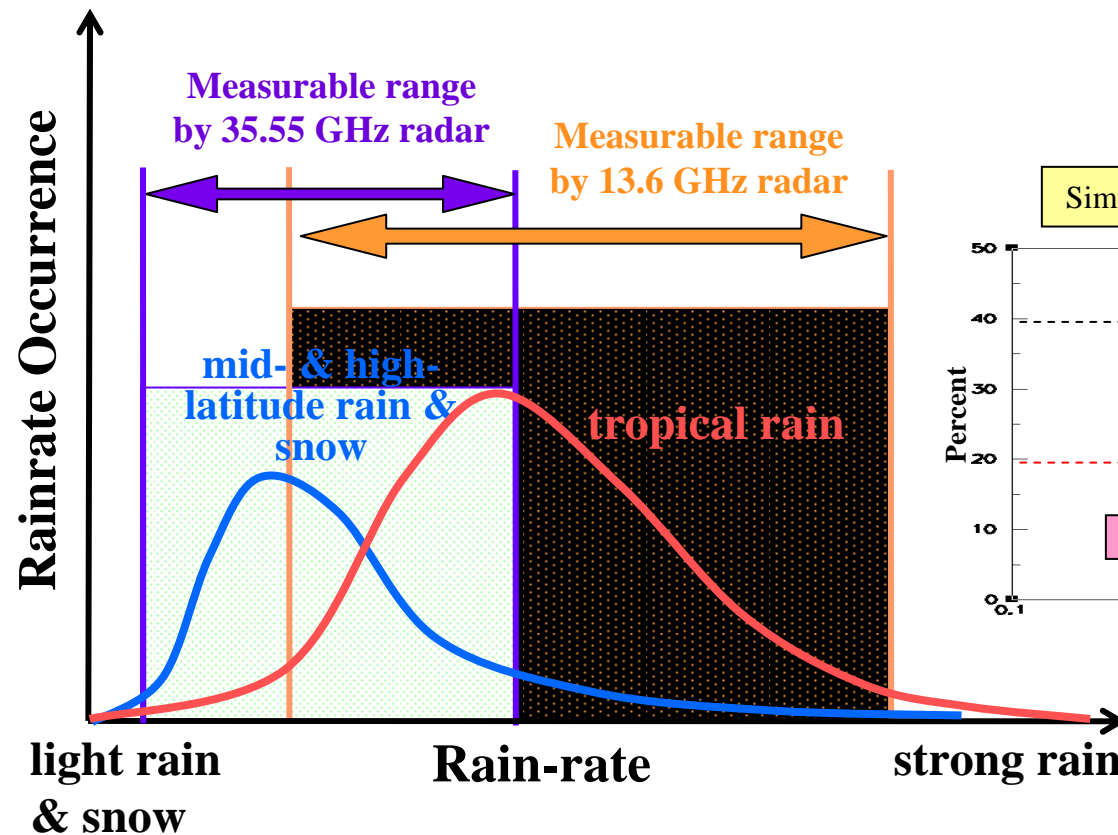 Measurable range
by 35.55 GHz radar
Measurable range
by 13.6 GHz radar
Rainrate Occurrence
mid- & high-
latitude rain &
snow
tropical rain
light rain
& snow
Rain-rate
strong rain
Sim
Percent
50
40
30
20
10
0
0.1